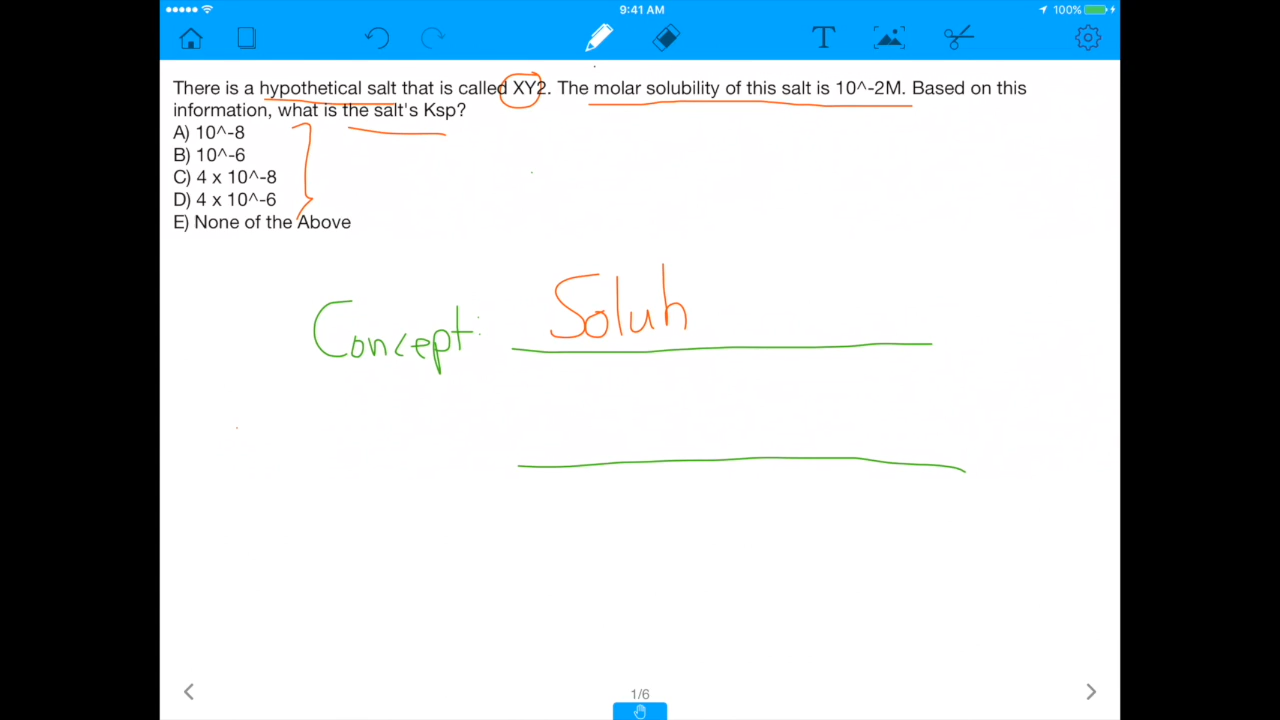 9:41 AM
100%
T
There is a hypothetical salt that is called XY2. The molar solubility of this salt is 10^-2M. Based on this
information, what is the salt's Ksp?
A) 10^-8
B) 10^-6
C) 4 x 10^-8
D) 4 x 10^-6
E) None of the Above
Concept: Soluh
1/6